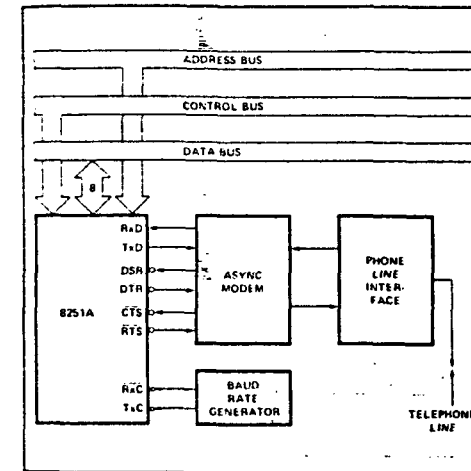 ADDRESS BUS
CONTROL BUS
DATA BUS
8
8251A
RxD
TxD
DSR
DTR
CTS
RTS
RxC
TxC
ASYNC
MODEM
BAUD
RATE
GENERATOR
PHONE
LINE
INTER-
FACE
TELEPHONE
LINE